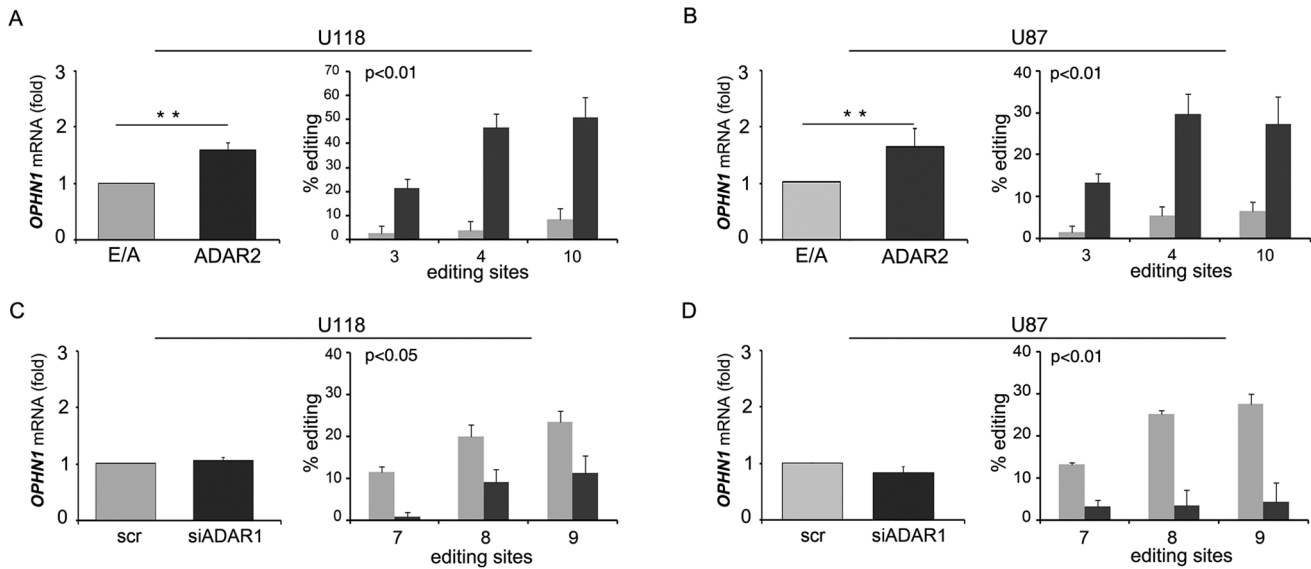 A
U118
OPHN1 mRNA (fold)
3
2
1
0
* *
E/A
ADAR2
% editing
70
60
50
40
30
20
10
0
p<0.01
3
4
10
editing sites
B
U87
OPHN1 mRNA (fold)
3
2
1
0
* *
E/A
ADAR2
% editing
40
30
20
10
0
p<0.01
3
4
10
editing sites
C
U118
OPHN1 mRNA (fold)
3
2
1
0
scr
siADAR1
% editing
40
30
20
10
0
p<0.05
7
8
9
editing sites
D
U87
OPHN1 mRNA (fold)
3
2
1
0
scr
siADAR1
% editing
40
30
20
10
0
p<0.01
7
8
9
editing sites